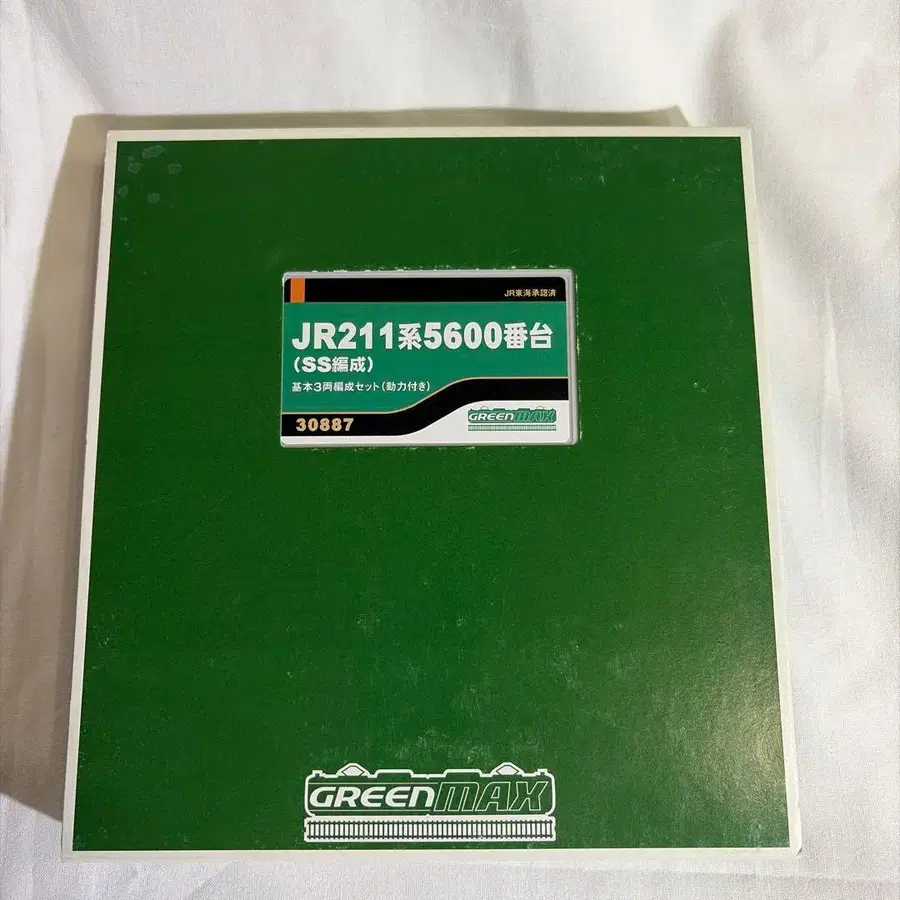 JR東海承認済
JR211系5600番台
(SS編成)
基本3両編成セット(動力付き)
30887
GREENMAX
GREENMAX